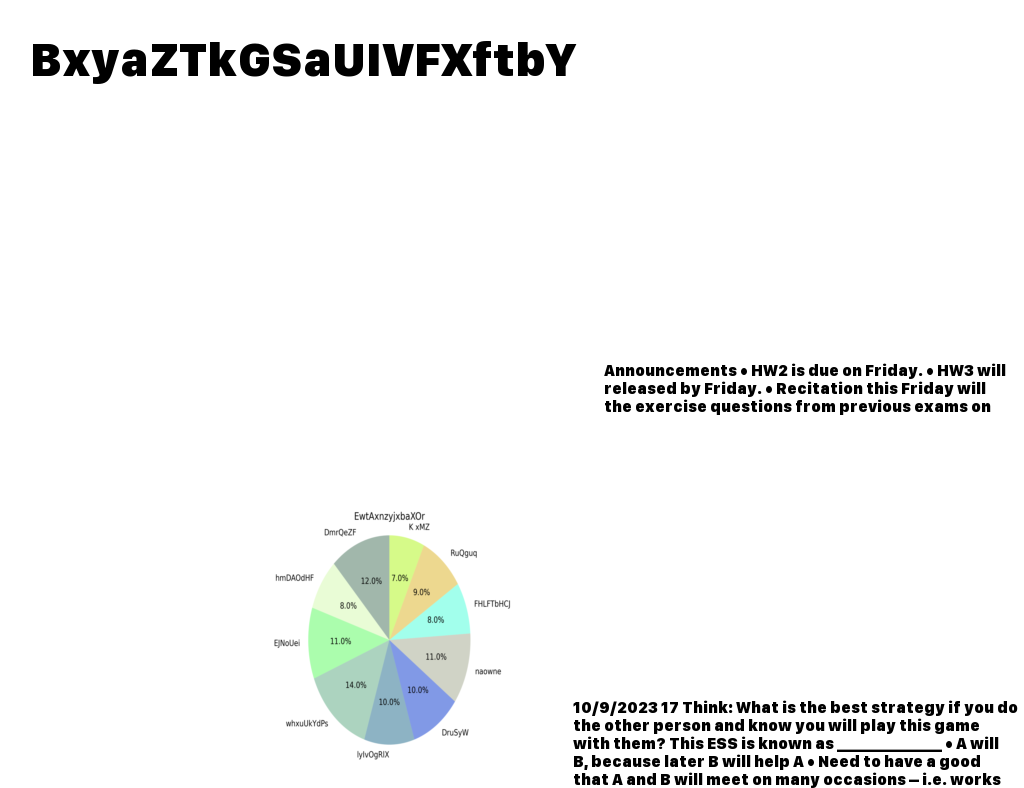 BxyaZTkGSaUIVFXftbY
Announcements • HW2 is due on Friday. • HW3 will
released by Friday. • Recitation this Friday will
the exercise questions from previous exams on
EwtAxnzyjxbaXOr
K xMZ
DmrQeZF
RuQguq
hmDAOdHF
12.0%
7.0%
9.0%
8.0%
FHLFTbHCJ
8.0%
EJNoUei
11.0%
11.0%
naowne
14.0%
10.0%
10.0%
whxuUkYdPs
DruSyW
10/9/2023 17 Think: What is the best strategy if you do
the other person and know you will play this game
with them? This ESS is known as ______________ • A will
B, because later B will help A • Need to have a good
that A and B will meet on many occasions – i.e. works